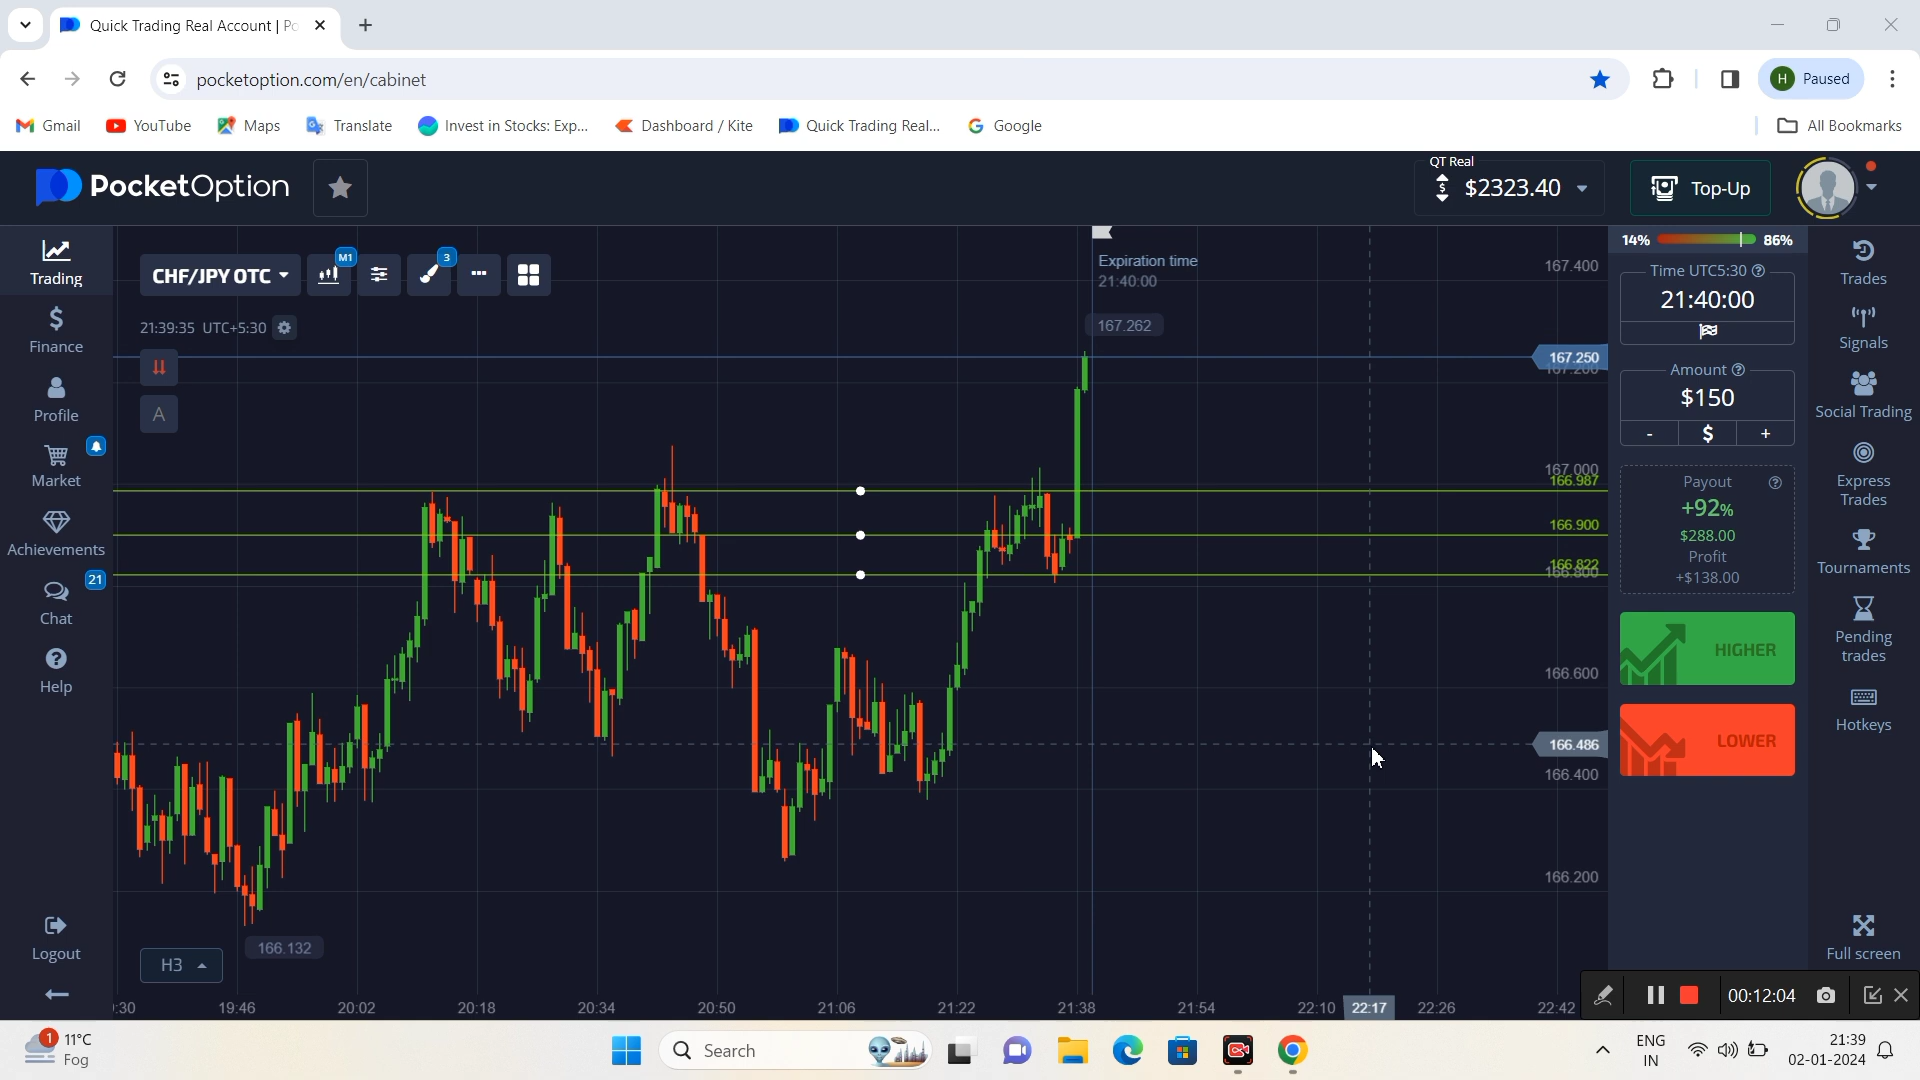 Quick Trading Real Account | Po
pocketoption.com/en/cabinet
H Paused
Gmail YouTube Maps Translate Invest in Stocks: Exp... Dashboard / Kite Quick Trading Real... Google All Bookmarks
PocketOption
QT Real
$2323.40
Top-Up
Trading
Finance
Profile
Market
Achievements
21
Chat
Help
Logout
CHF/JPY OTC
M1
3
21:39:35 UTC+5:30
A
Expiration time
21:40:00
167.262
166.132
H3
167.400
167.250
167.200
167.000
166.987
166.900
166.822
166.800
166.600
166.486
166.400
166.200
:30 19:46 20:02 20:18 20:34 20:50 21:06 21:22 21:38 21:54 22:10 22:17 22:26 22:42
14% 86%
Time UTC5:30
21:40:00
Amount
$150
- $ +
Payout
+92%
$288.00
Profit
+$138.00
HIGHER
LOWER
Trades
Signals
Social Trading
Express
Trades
Tournaments
Pending
trades
Hotkeys
Full screen
00:12:04
1
11°C
Fog
Search
ENG
IN
21:39
02-01-2024